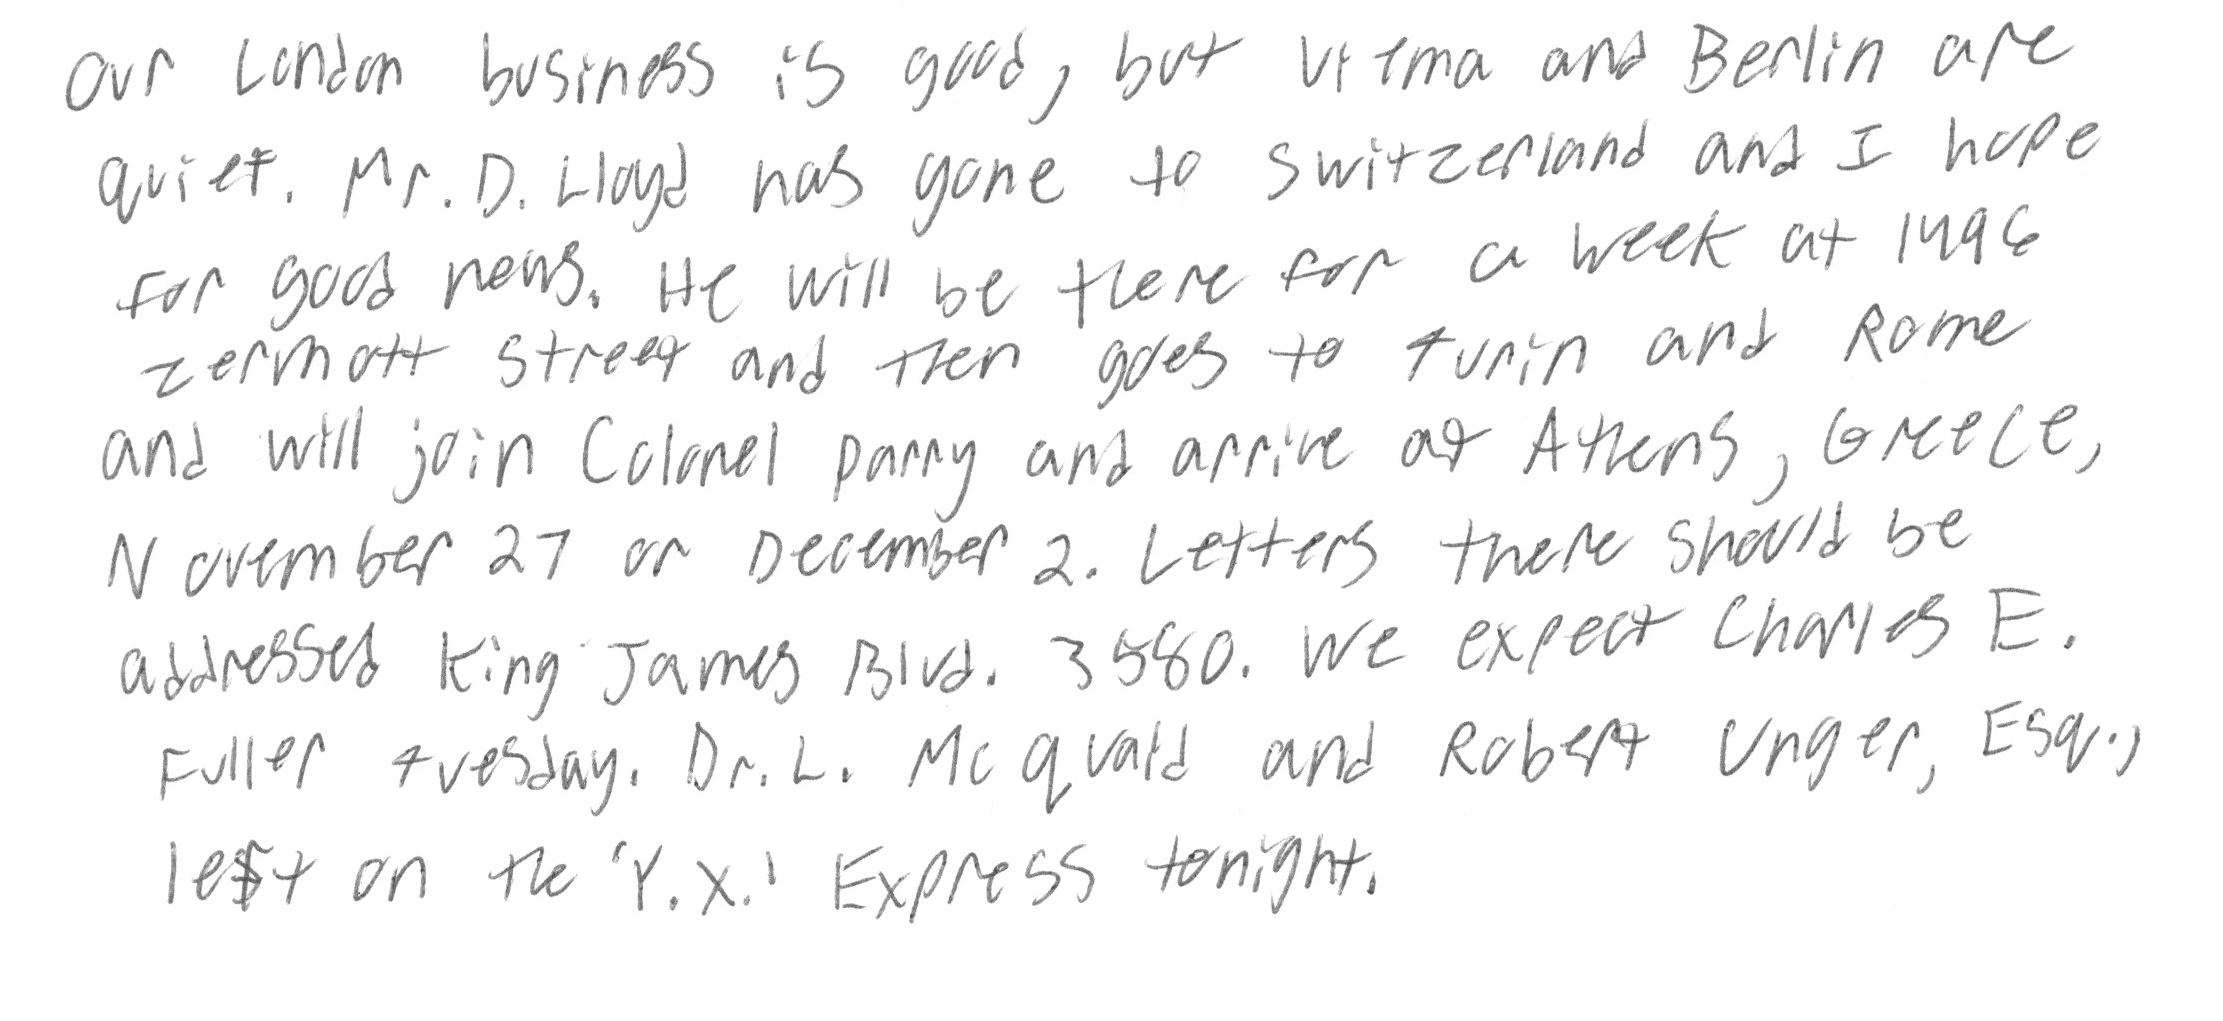 Our London business is good, but Vienna and Berlin are
quiet. Mr. D. Lloyd has gone to Switzerland and I hope
for good news. He will be there for a week at 1496
zermott street and then goes to turin and Rome
and will join Colonel parry and arrive at Athens, Greece,
November 27 or December 2. Letters there should be
addressed King James Blvd. 3580. We expect Charles E.
Fuller tuesday. Dr. L. McQuaid and Robert Unger, Esq.,
left on the 'Y.X.' Express tonight.